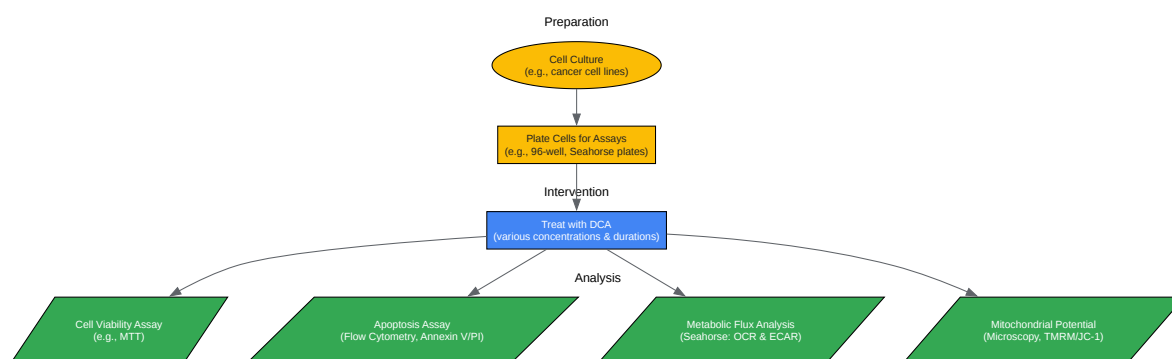 Preparation
Cell Culture
(e.g., cancer cell lines)
Plate Cells for Assays
(e.g., 96-well, Seahorse plates)
Intervention
Treat with DCA
(various concentrations & durations)
Analysis
Cell Viability Assay
(e.g., MTT)
Apoptosis Assay
(Flow Cytometry, Annexin V/PI)
Metabolic Flux Analysis
(Seahorse: OCR & ECAR)
Mitochondrial Potential
(Microscopy, TMRM/JC-1)